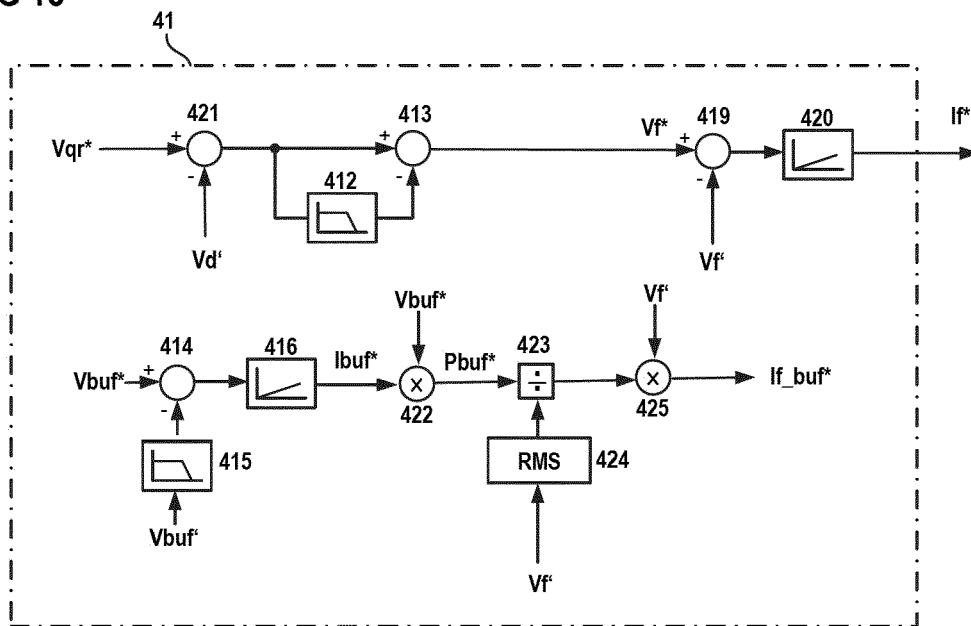 41
If*
421
413
419
420
Vqr*
+
-
+
-
Vf*
+
-
412
Vd‘
Vf‘
Vbuf*
Vf‘
414
416
423
Vbuf*
+
-
Ibuf*
x
Pbuf*
÷
x
If_buf*
422
425
415
RMS
424
Vbuf‘
Vf‘